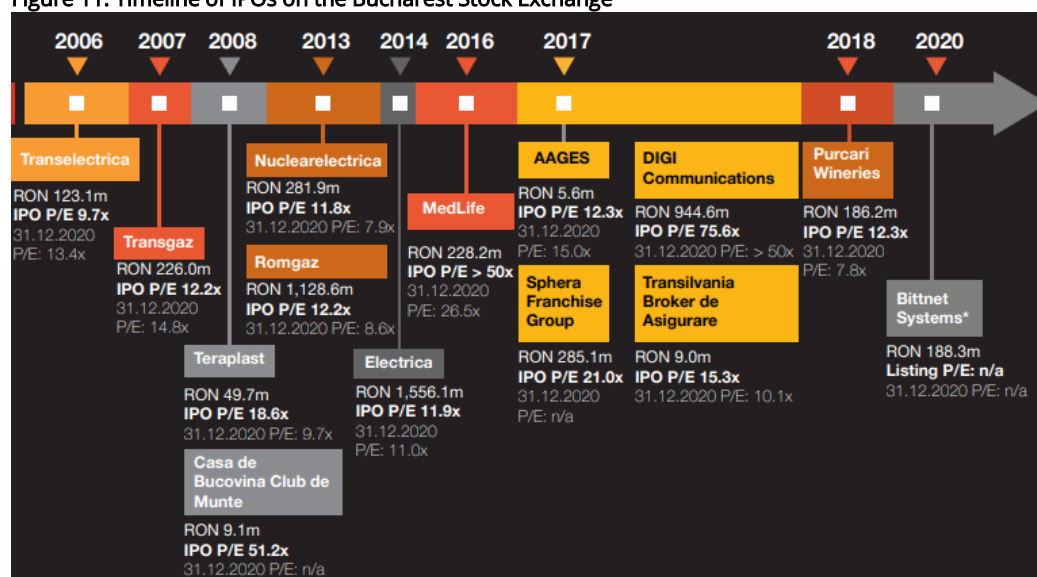 Figure 11: Timeline of IPOs on the Bucharest Stock Exchange
2006 2007 2008 2013 2014 2016 2017 2018 2020
Transelectrica
RON 123.1m
IPO P/E 9.7x
31.12.2020
P/E: 13.4x
Transgaz
RON 226.0m
IPO P/E 12.2x
31.12.2020
P/E: 14.8x
Teraplast
RON 49.7m
IPO P/E 18.6x
31.12.2020 P/E: 9.7x
Casa de
Bucovina Club de
Munte
RON 9.1m
IPO P/E 51.2x
31.12.2020 P/E: n/a
Nuclearelectrica
RON 281.9m
IPO P/E 11.8x
31.12.2020 P/E: 7.9x
Romgaz
RON 1,128.6m
IPO P/E 12.2x
31.12.2020 P/E: 8.6x
Electrica
RON 1,556.1m
IPO P/E 11.9x
31.12.2020
P/E: 11.0x
MedLife
RON 228.2m
IPO P/E > 50x
31.12.2020
P/E: 26.5x
AAGES
RON 5.6m
IPO P/E 12.3x
31.12.2020
P/E: 15.0x
Sphera
Franchise
Group
RON 285.1m
IPO P/E 21.0x
31.12.2020
P/E: n/a
DIGI
Communications
RON 944.6m
IPO P/E 75.6x
31.12.2020 P/E: > 50x
Transilvania
Broker de
Asigurare
RON 9.0m
IPO P/E 15.3x
31.12.2020 P/E: 10.1x
Purcari
Wineries
RON 186.2m
IPO P/E 12.3x
31.12.2020
P/E: 7.8x
Bittnet
Systems*
RON 188.3m
Listing P/E: n/a
31.12.2020 P/E: n/a